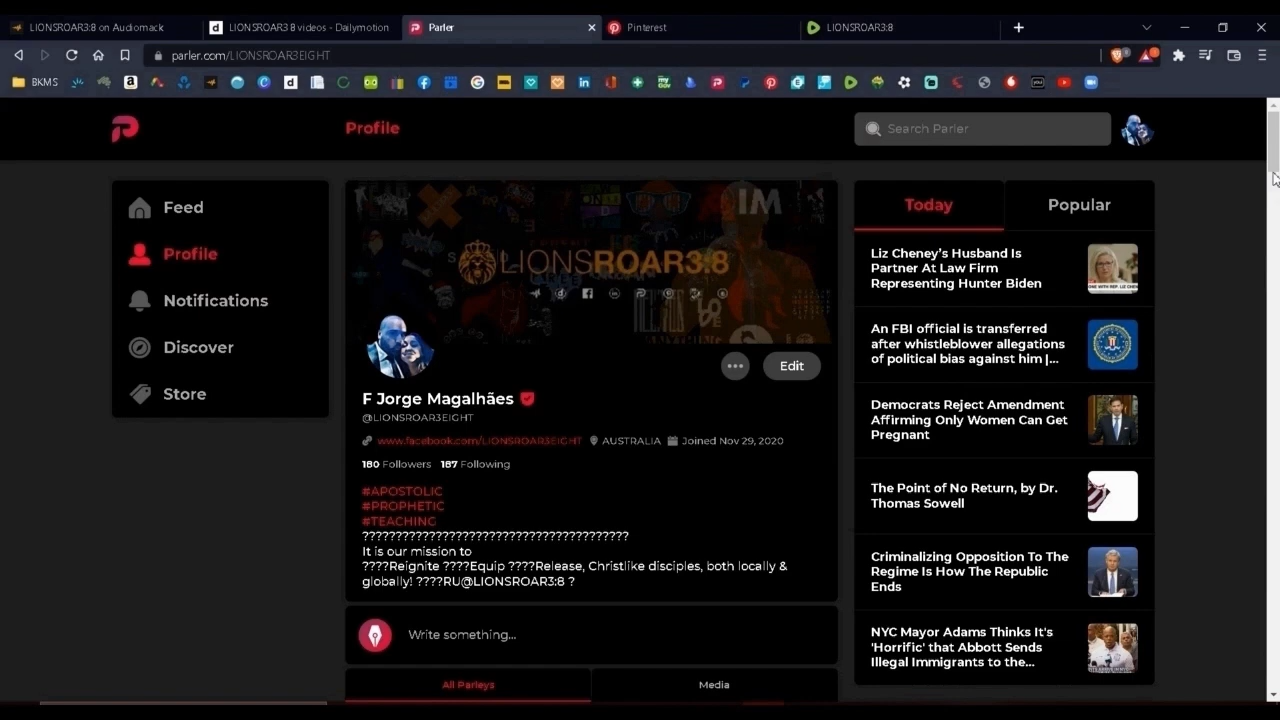 LIONSROAR3:8 on Audiomack
LIONSROAR3:8 videos - Dailymotion
Parler
Pinterest
LIONSROAR3:8
parler.com/LIONSROAR3EIGHT
BKMS
Profile
Search Parler
Feed
Profile
Notifications
Discover
Store
IM
LIONSROAR3:8
F Jorge Magalhães
Edit
@LIONSROAR3EIGHT
www.facebook.com/LIONSROAR3EIGHT AUSTRALIA Joined Nov 29, 2020
180 Followers 187 Following
#APOSTOLIC
#PROPHETIC
#TEACHING
????????????????????????????????????????
It is our mission to
????Reignite ????Equip ????Release, Christlike disciples, both locally &
globally! ????RU@LIONSROAR3:8 ?
Write something...
All Parleys
Media
Today
Popular
Liz Cheney's Husband Is
Partner At Law Firm
Representing Hunter Biden
An FBI official is transferred
after whistleblower allegations
of political bias against him |...
Democrats Reject Amendment
Affirming Only Women Can Get
Pregnant
The Point of No Return, by Dr.
Thomas Sowell
Criminalizing Opposition To The
Regime Is How The Republic
Ends
NYC Mayor Adams Thinks It's
'Horrific' that Abbott Sends
Illegal Immigrants to the...